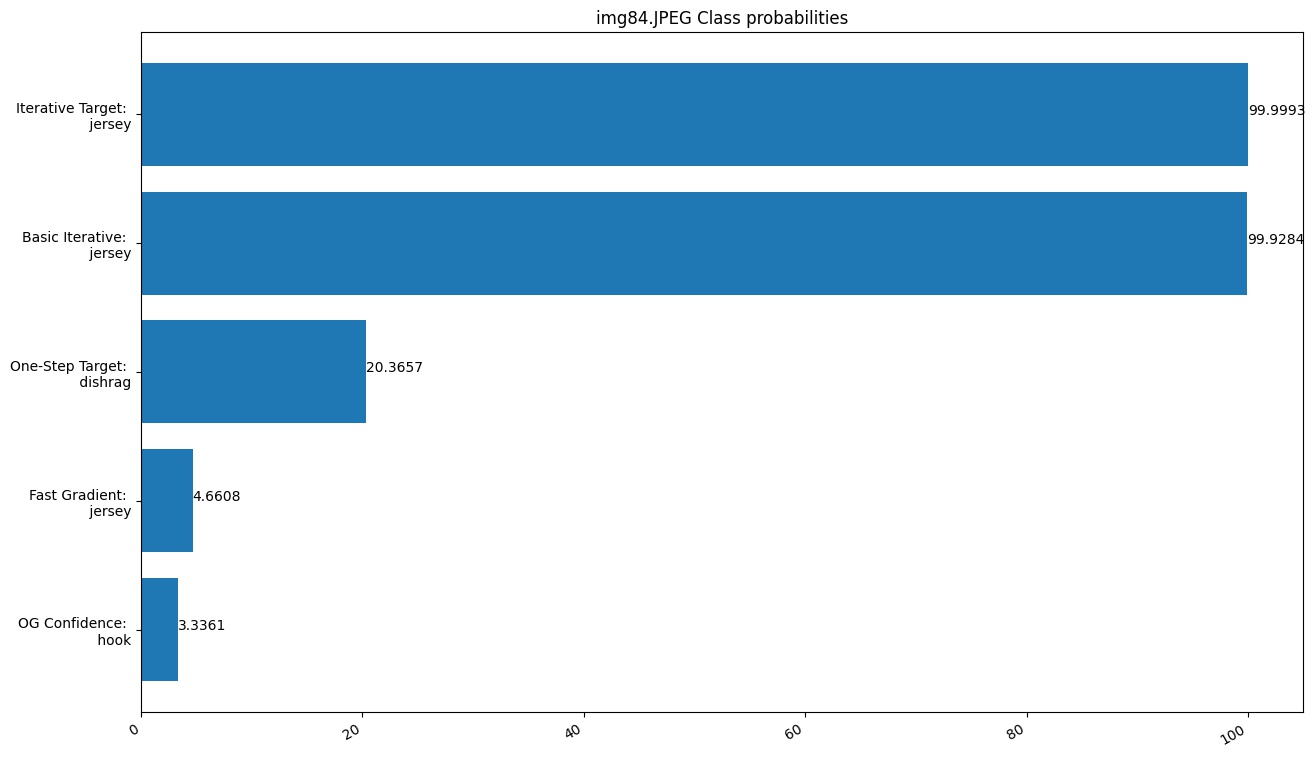 img84.JPEG Class probabilities
Iterative Target:
jersey
99.9993
Basic Iterative:
jersey
99.9284
One-Step Target:
dishrag
20.3657
Fast Gradient:
jersey
4.6608
OG Confidence:
hook
3.3361
0
20
40
60
80
100